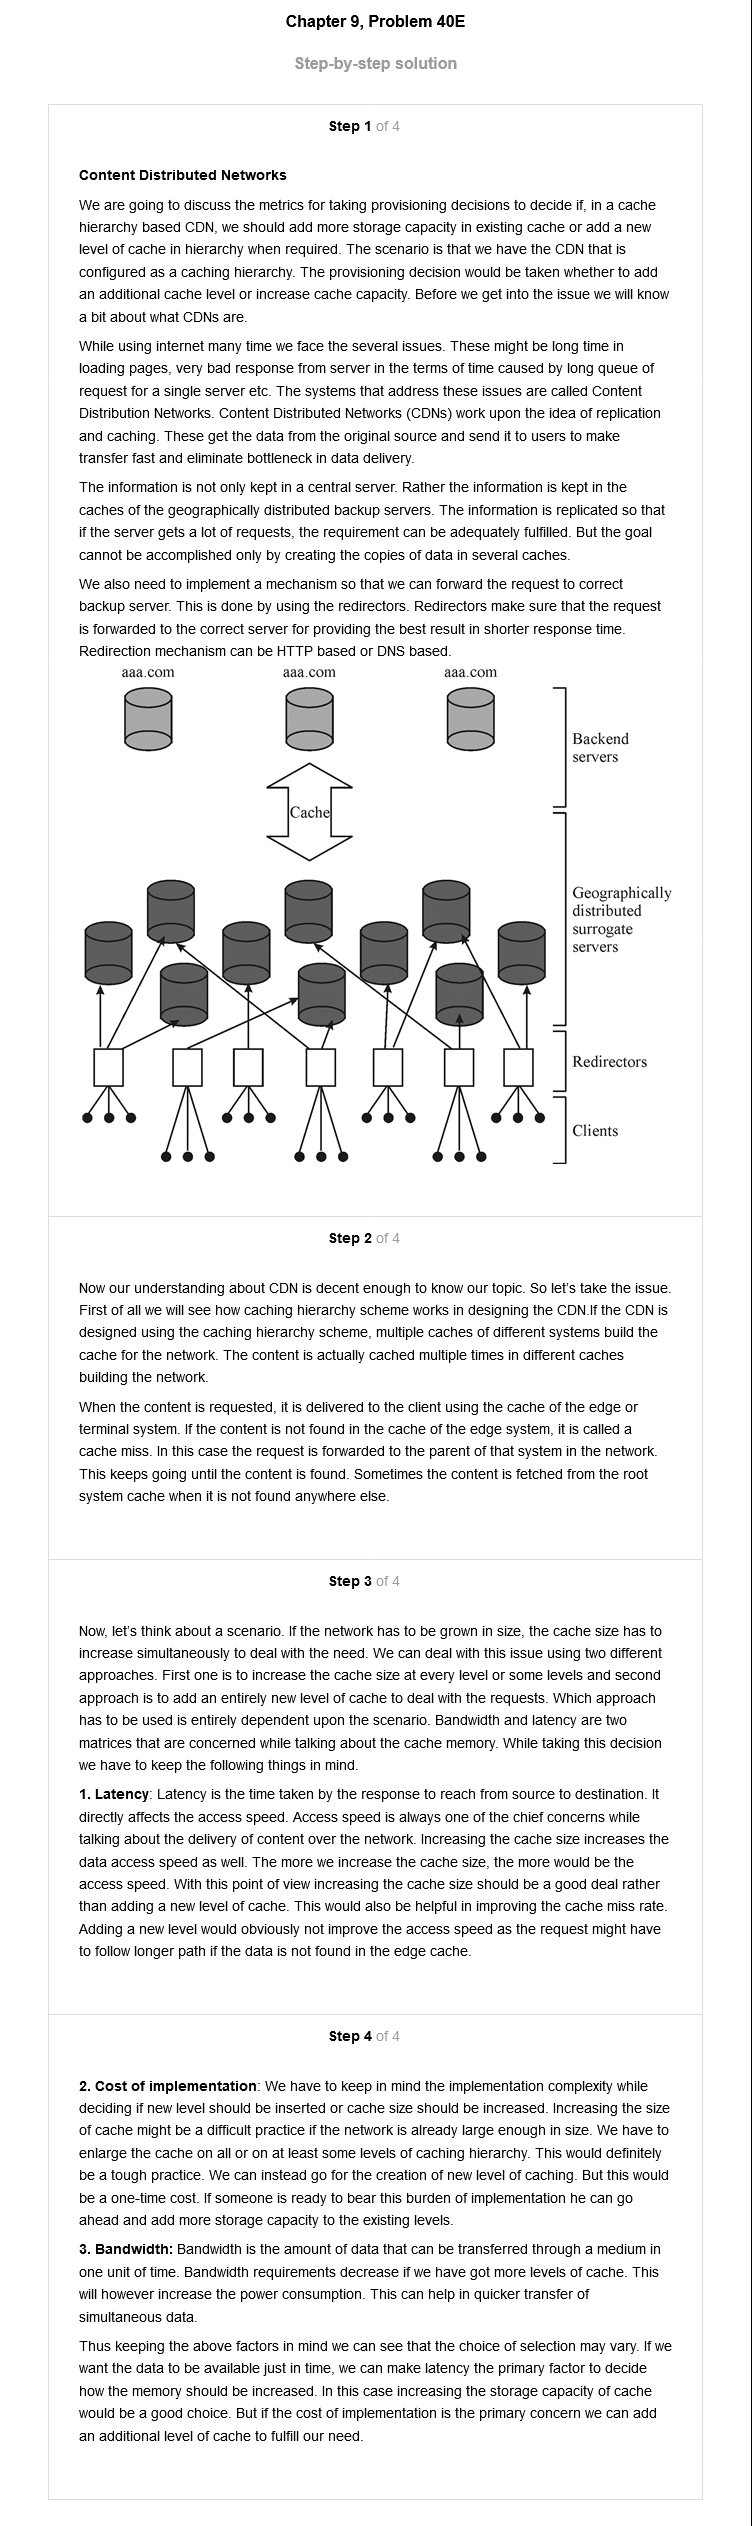 Chapter 9, Problem 40E
Step-by-step solution
Step 1 of 4
Content Distributed Networks
We are going to discuss the metrics for taking provisioning decisions to decide if, in a cache
hierarchy based CDN, we should add more storage capacity in existing cache or add a new
level of cache in hierarchy when required. The scenario is that we have the CDN that is
configured as a caching hierarchy. The provisioning decision would be taken whether to add
an additional cache level or increase cache capacity. Before we get into the issue we will know
a bit about what CDNs are.
While using internet many time we face the several issues. These might be long time in
loading pages, very bad response from server in the terms of time caused by long queue of
request for a single server etc. The systems that address these issues are called Content
Distribution Networks. Content Distributed Networks (CDNs) work upon the idea of replication
and caching. These get the data from the original source and send it to users to make
transfer fast and eliminate bottleneck in data delivery.
The information is not only kept in a central server. Rather the information is kept in the
caches of the geographically distributed backup servers. The information is replicated so that
if the server gets a lot of requests, the requirement can be adequately fulfilled. But the goal
cannot be accomplished only by creating the copies of data in several caches.
We also need to implement a mechanism so that we can forward the request to correct
backup server. This is done by using the redirectors. Redirectors make sure that the request
is forwarded to the correct server for providing the best result in shorter response time.
Redirection mechanism can be HTTP based or DNS based.
aaa.com aaa.com aaa.com
Backend
servers
Cache
Geographically
distributed
surrogate
servers
Redirectors
Clients
Step 2 of 4
Now our understanding about CDN is decent enough to know our topic. So let's take the issue.
First of all we will see how caching hierarchy scheme works in designing the CDN.If the CDN is
designed using the caching hierarchy scheme, multiple caches of different systems build the
cache for the network. The content is actually cached multiple times in different caches
building the network.
When the content is requested, it is delivered to the client using the cache of the edge or
terminal system. If the content is not found in the cache of the edge system, it is called a
cache miss. In this case the request is forwarded to the parent of that system in the network.
This keeps going until the content is found. Sometimes the content is fetched from the root
system cache when it is not found anywhere else.
Step 3 of 4
Now, let's think about a scenario. If the network has to be grown in size, the cache size has to
increase simultaneously to deal with the need. We can deal with this issue using two different
approaches. First one is to increase the cache size at every level or some levels and second
approach is to add an entirely new level of cache to deal with the requests. Which approach
has to be used is entirely dependent upon the scenario. Bandwidth and latency are two
matrices that are concerned while talking about the cache memory. While taking this decision
we have to keep the following things in mind.
1. Latency: Latency is the time taken by the response to reach from source to destination. It
directly affects the access speed. Access speed is always one of the chief concerns while
talking about the delivery of content over the network. Increasing the cache size increases the
data access speed as well. The more we increase the cache size, the more would be the
access speed. With this point of view increasing the cache size should be a good deal rather
than adding a new level of cache. This would also be helpful in improving the cache miss rate.
Adding a new level would obviously not improve the access speed as the request might have
to follow longer path if the data is not found in the edge cache.
Step 4 of 4
2. Cost of implementation: We have to keep in mind the implementation complexity while
deciding if new level should be inserted or cache size should be increased. Increasing the size
of cache might be a difficult practice if the network is already large enough in size. We have to
enlarge the cache on all or on at least some levels of caching hierarchy. This would definitely
be a tough practice. We can instead go for the creation of new level of caching. But this would
be a one-time cost. If someone is ready to bear this burden of implementation he can go
ahead and add more storage capacity to the existing levels.
3. Bandwidth: Bandwidth is the amount of data that can be transferred through a medium in
one unit of time. Bandwidth requirements decrease if we have got more levels of cache. This
will however increase the power consumption. This can help in quicker transfer of
simultaneous data.
Thus keeping the above factors in mind we can see that the choice of selection may vary. If we
want the data to be available just in time, we can make latency the primary factor to decide
how the memory should be increased. In this case increasing the storage capacity of cache
would be a good choice. But if the cost of implementation is the primary concern we can add
an additional level of cache to fulfill our need.